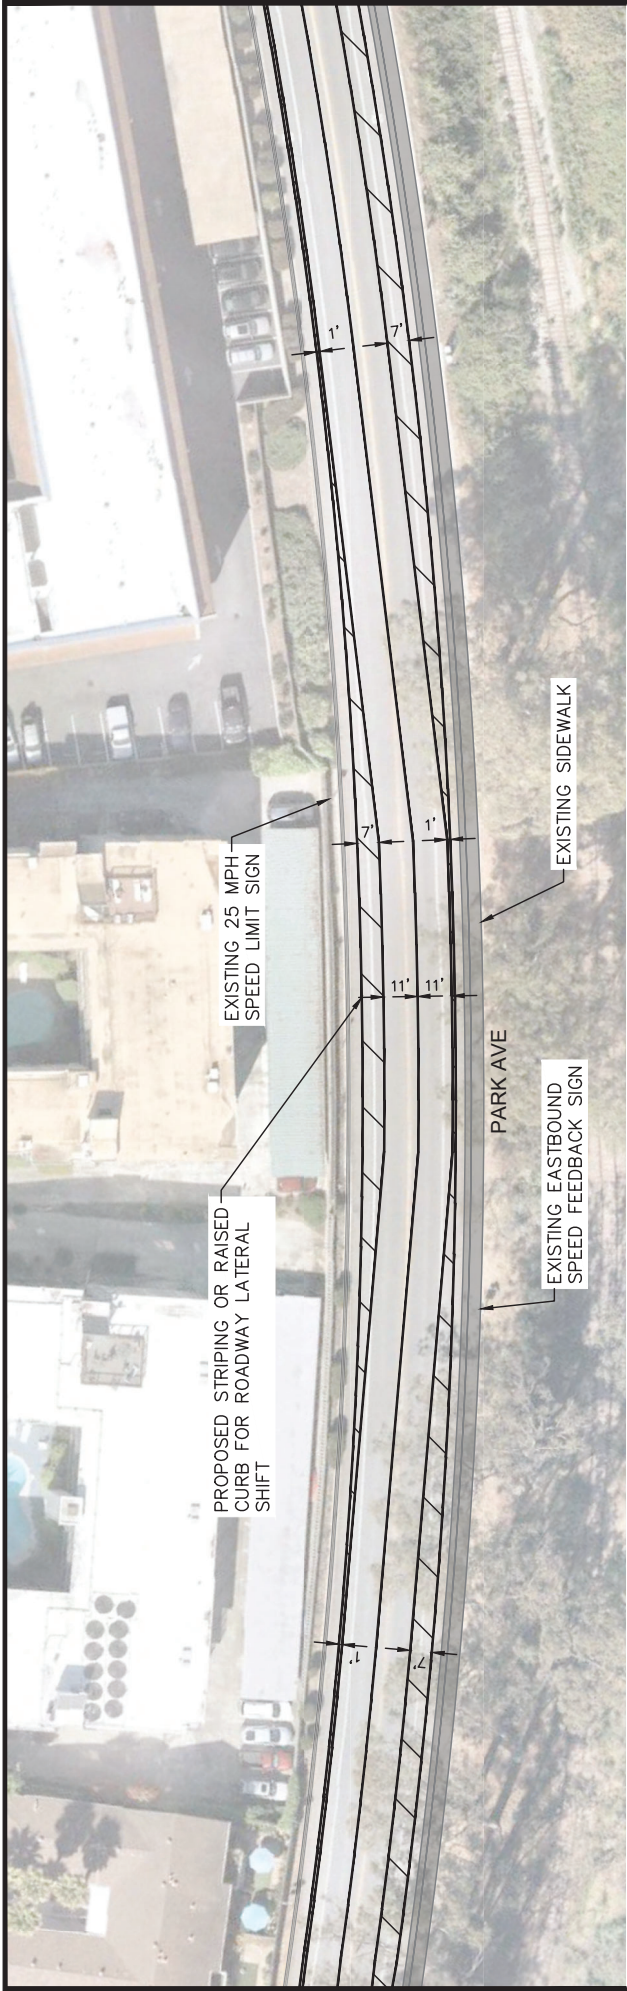 PROPOSED STRIPING OR RAISED
CURB FOR ROADWAY LATERAL
SHIFT
EXISTING 25 MPH
SPEED LIMIT SIGN
1'
7'
7'
1'
11'
11'
1'
7'
PARK AVE
EXISTING EASTBOUND
SPEED FEEDBACK SIGN
EXISTING SIDEWALK